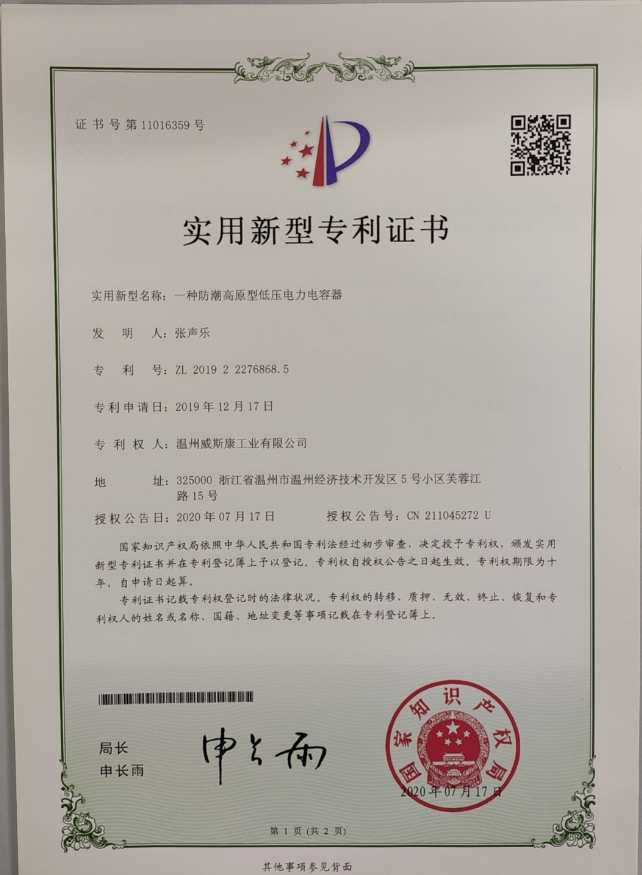 证书号第11016359号
实用新型专利证书
实用新型名称：一种防潮高原型低压电力电容器
发明人：张声乐
专利号：ZL 2019 2 2276868.5
专利申请日：2019年12月17日
专利权人：温州威斯康工业有限公司
地址：325000 浙江省温州市温州经济技术开发区5号小区芙蓉江
路15号
授权公告日：2020年07月17日 授权公告号：CN 211045272 U
国家知识产权局依照中华人民共和国专利法经过初步审查，决定授予专利权，颁发实用
新型专利证书并在专利登记簿上予以登记。专利权自授权公告之日起生效。专利权期限为十
年，自申请日起算。
专利证书记载专利权登记时的法律状况。专利权的转移、质押、无效、终止、恢复和专
利权人的姓名或名称、国籍、地址变更等事项记载在专利登记簿上。
局长
申长雨
申长雨
国家知识产权局
2020年07月17日
第 1 页 (共 2 页)
其他事项参见背面